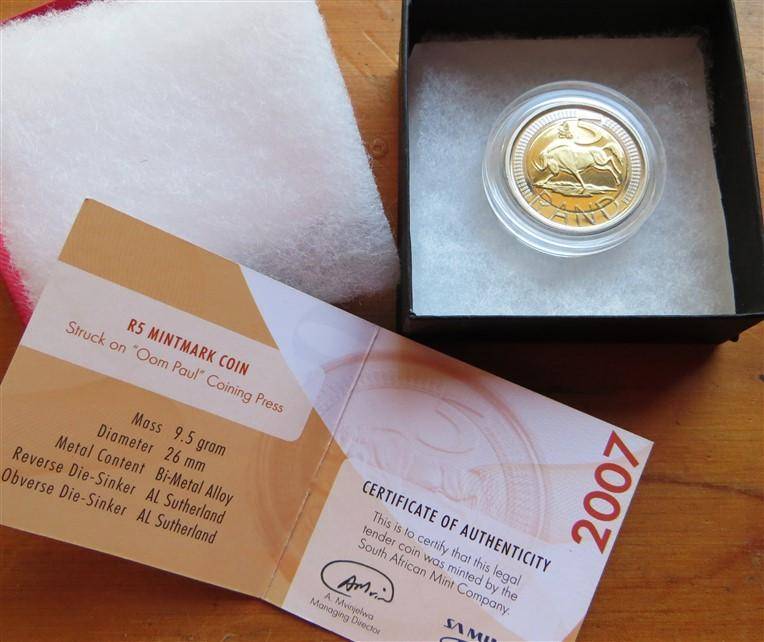 R5 MINTMARK COIN
Struck on "Oom Paul" Coining Press
Mass 9.5 gram
Diameter 26 mm
Metal Content Bi-Metal Alloy
Reverse Die-Sinker AL Sutherland
Obverse Die-Sinker AL Sutherland
2007
CERTIFICATE OF AUTHENTICITY
This is to certify that this legal
tender coin was minted by the
South African Mint Company.
A. Mvinjelwa
Managing Director
5
RAND